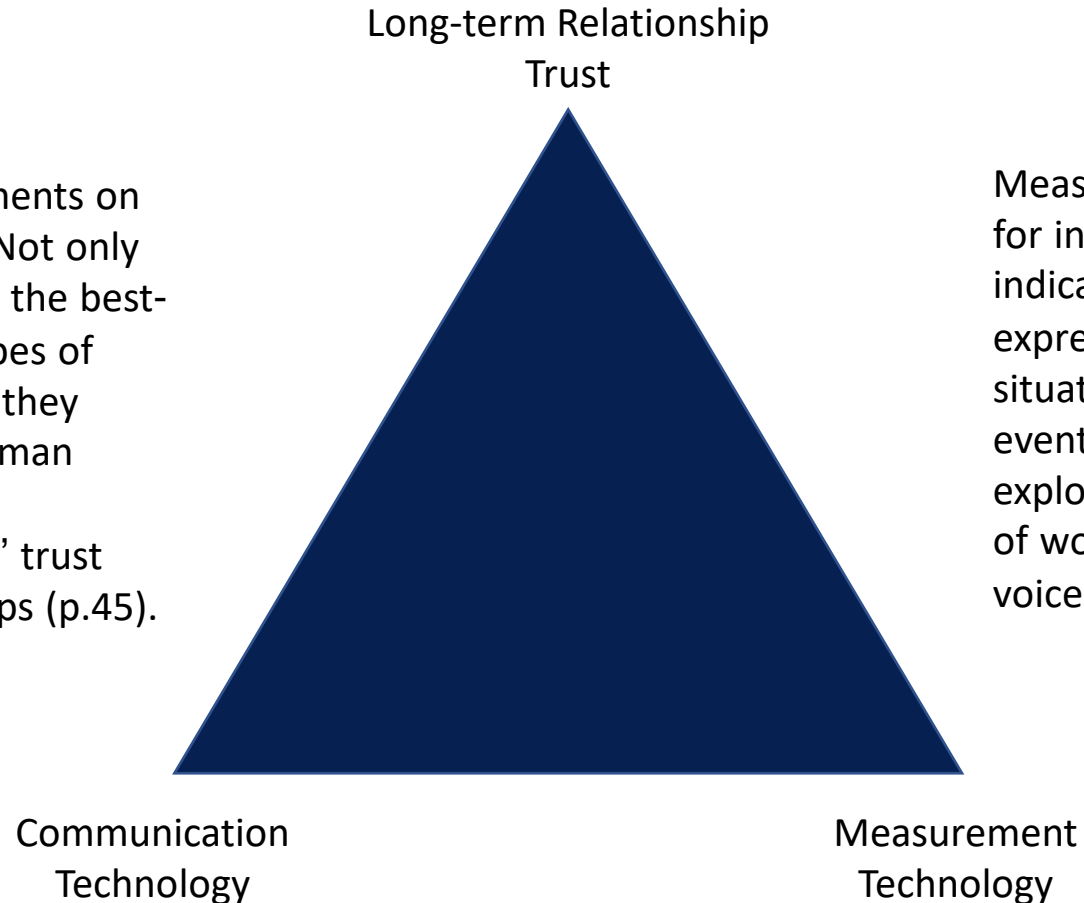 Long-term Relationship
Trust
ments on
Not only
the best-
pes of
they
man
’ trust
ps (p.45).
Meas
for in
indica
expre
situat
event
explo
of wo
voice
Communication
Technology
Measurement
Technology